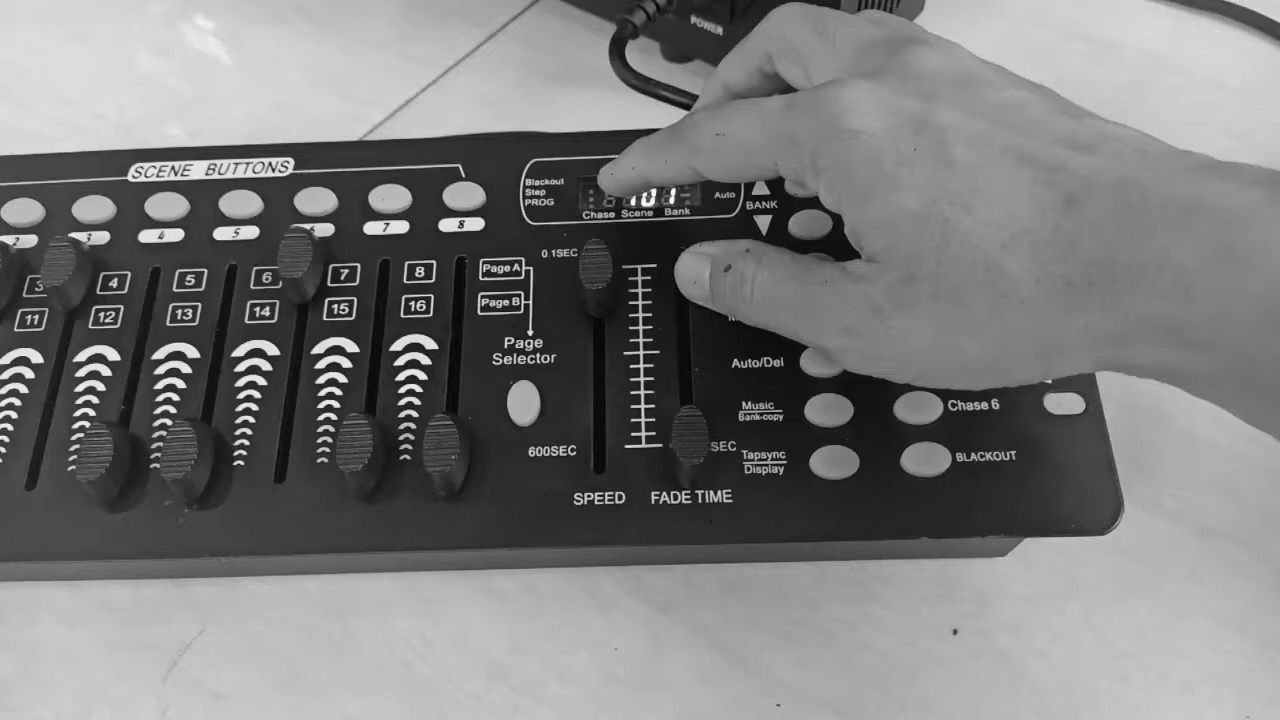 POWER
SCENE BUTTONS
Blackout
Step
PROG
101
Auto
Chase Scene Bank
BANK
2 3 4 5 6 7 8
0.1SEC
3 4 5 6 7 8
11 12 13 14 15 16
Page A
Page B
Page
Selector
Auto/Del
Music
Bank-copy
Chase 6
600SEC
SEC
Tapsync
Display
BLACKOUT
SPEED FADE TIME